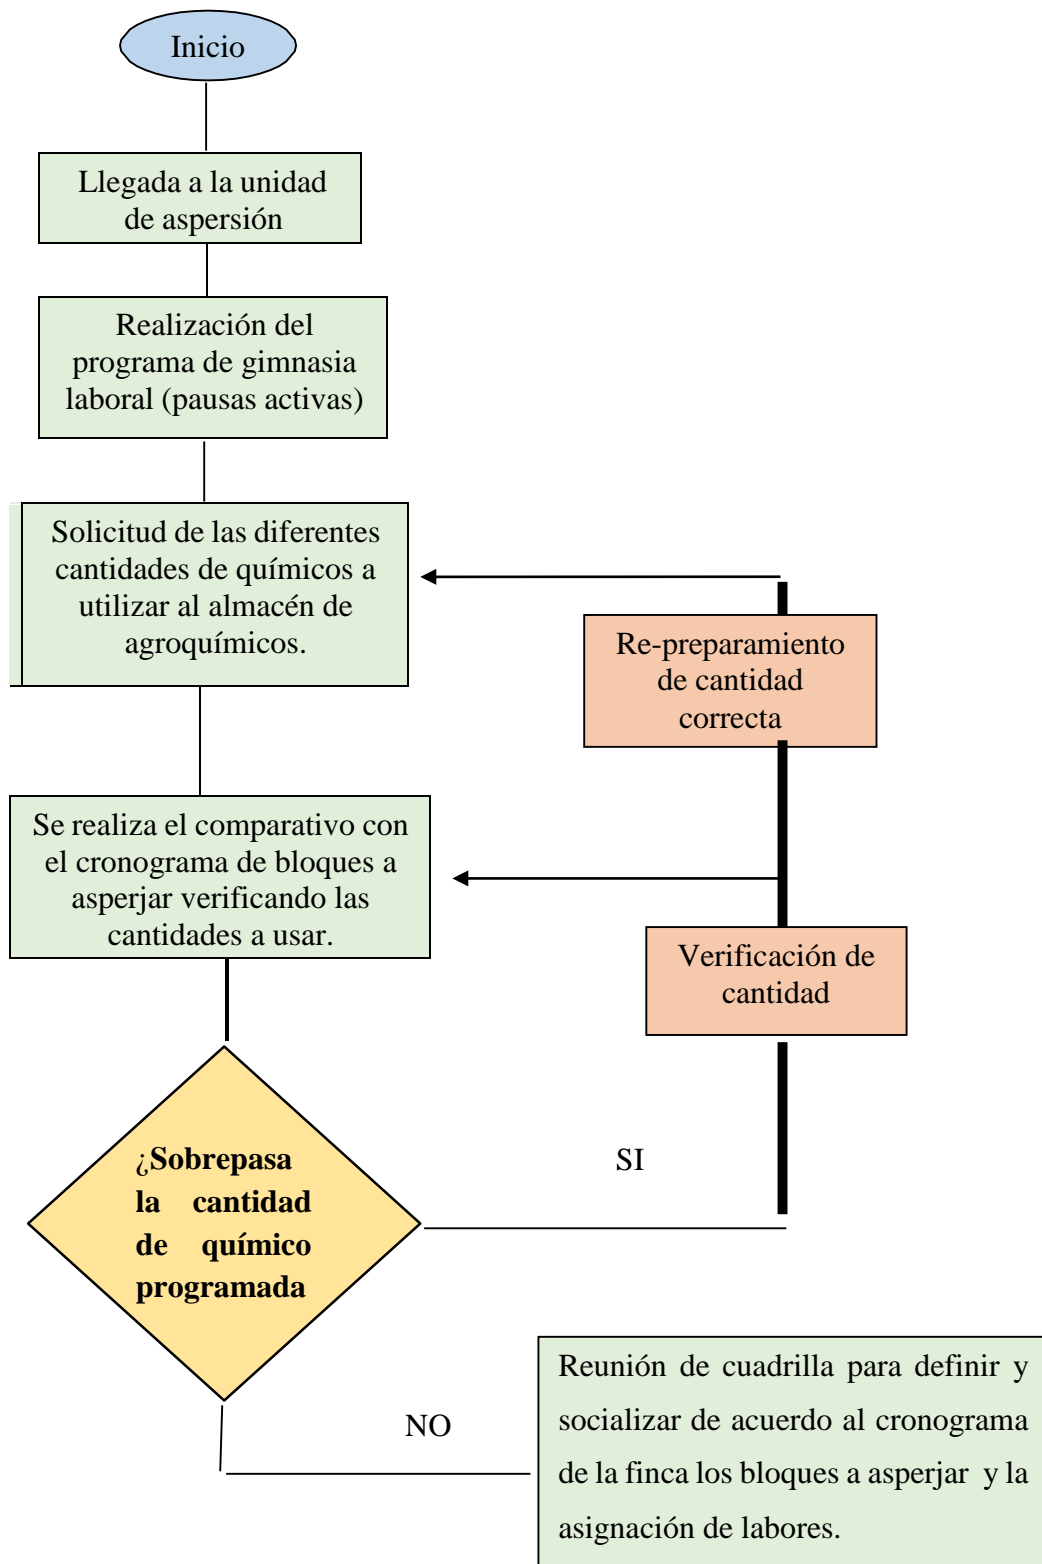 Inicio
Llegada a la unidad
de aspersión
Realización del
programa de gimnasia
laboral (pausas activas)
Solicitud de las diferentes
cantidades de químicos a
utilizar al almacén de
agroquímicos.
Re-preparamiento
de cantidad
correcta
Se realiza el comparativo con
el cronograma de bloques a
asperjar verificando las
cantidades a usar.
Verificación de
cantidad
¿Sobrepasa
la cantidad
de químico
programada
SI
NO
Reunión de cuadrilla para definir y
socializar de acuerdo al cronograma
de la finca los bloques a asperjar y la
asignación de labores.